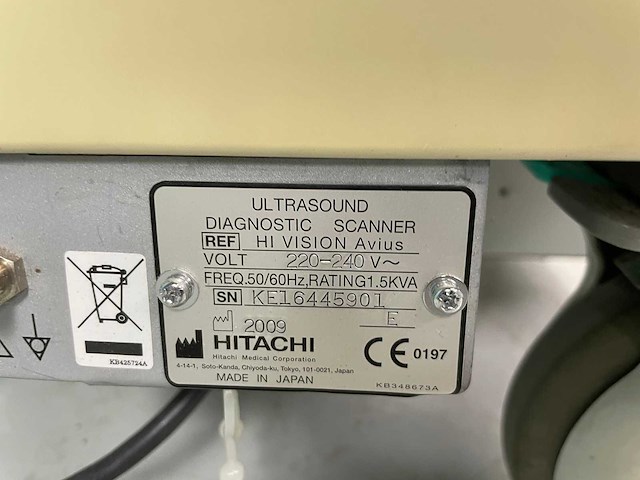 ULTRASOUND
DIAGNOSTIC SCANNER
REF HI VISION Avius
VOLT 220-240 V~
FREQ.50/60Hz,RATING1.5KVA
SN KE16445901
2009 E
HITACHI
Hitachi Medical Corporation
4-14-1, Soto-Kanda, Chiyoda-ku, Tokyo, 101-0021, Japan
MADE IN JAPAN
CE 0197
KB348673A
KB425724A